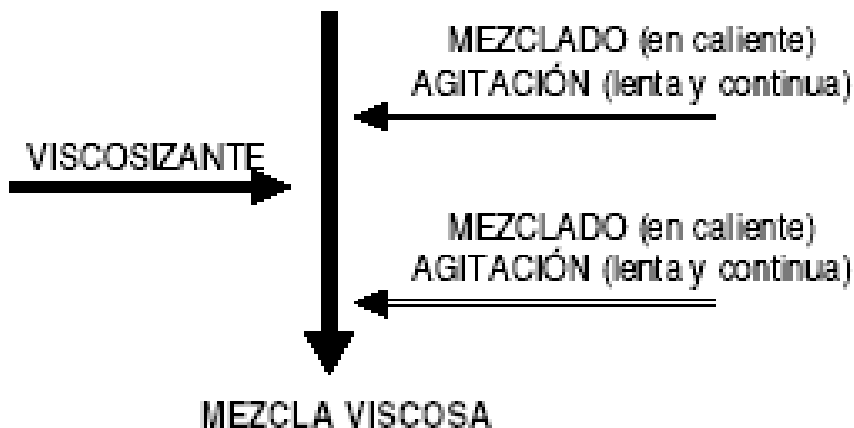 MEZCLADO (en caliente)
AGITACIÓN (lenta y continua)
VISCOSIZANTE
MEZCLADO (en caliente)
AGITACIÓN (lenta y continua)
MEZCLA VISCOSA